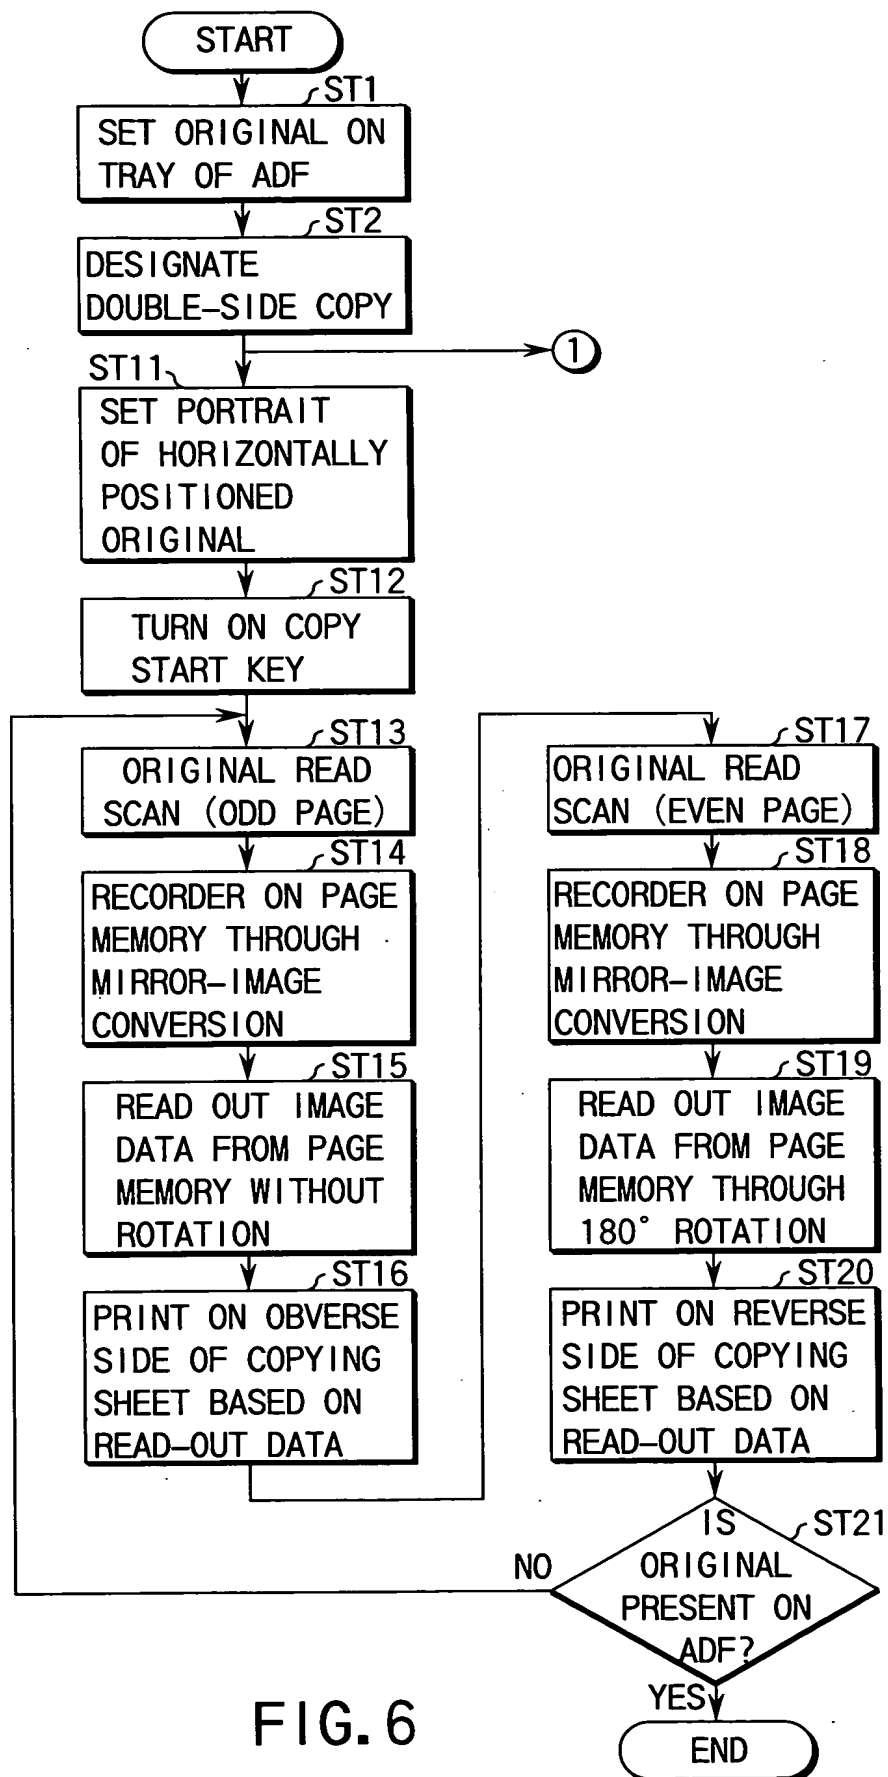 START
ST1
SET ORIGINAL ON
TRAY OF ADF
ST2
DESIGNATE
DOUBLE-SIDE COPY
1
ST11
SET PORTRAIT
OF HORIZONTALLY
POSITIONED
ORIGINAL
ST12
TURN ON COPY
START KEY
ST13
ORIGINAL READ
SCAN (ODD PAGE)
ST14
RECORDER ON PAGE
MEMORY THROUGH
MIRROR-IMAGE
CONVERSION
ST15
READ OUT IMAGE
DATA FROM PAGE
MEMORY WITHOUT
ROTATION
ST16
PRINT ON OBVERSE
SIDE OF COPYING
SHEET BASED ON
READ-OUT DATA
ST17
ORIGINAL READ
SCAN (EVEN PAGE)
ST18
RECORDER ON PAGE
MEMORY THROUGH
MIRROR-IMAGE
CONVERSION
ST19
READ OUT IMAGE
DATA FROM PAGE
MEMORY THROUGH
180° ROTATION
ST20
PRINT ON REVERSE
SIDE OF COPYING
SHEET BASED ON
READ-OUT DATA
ST21
IS
ORIGINAL
PRESENT ON
ADF?
NO
YES
END
FIG. 6